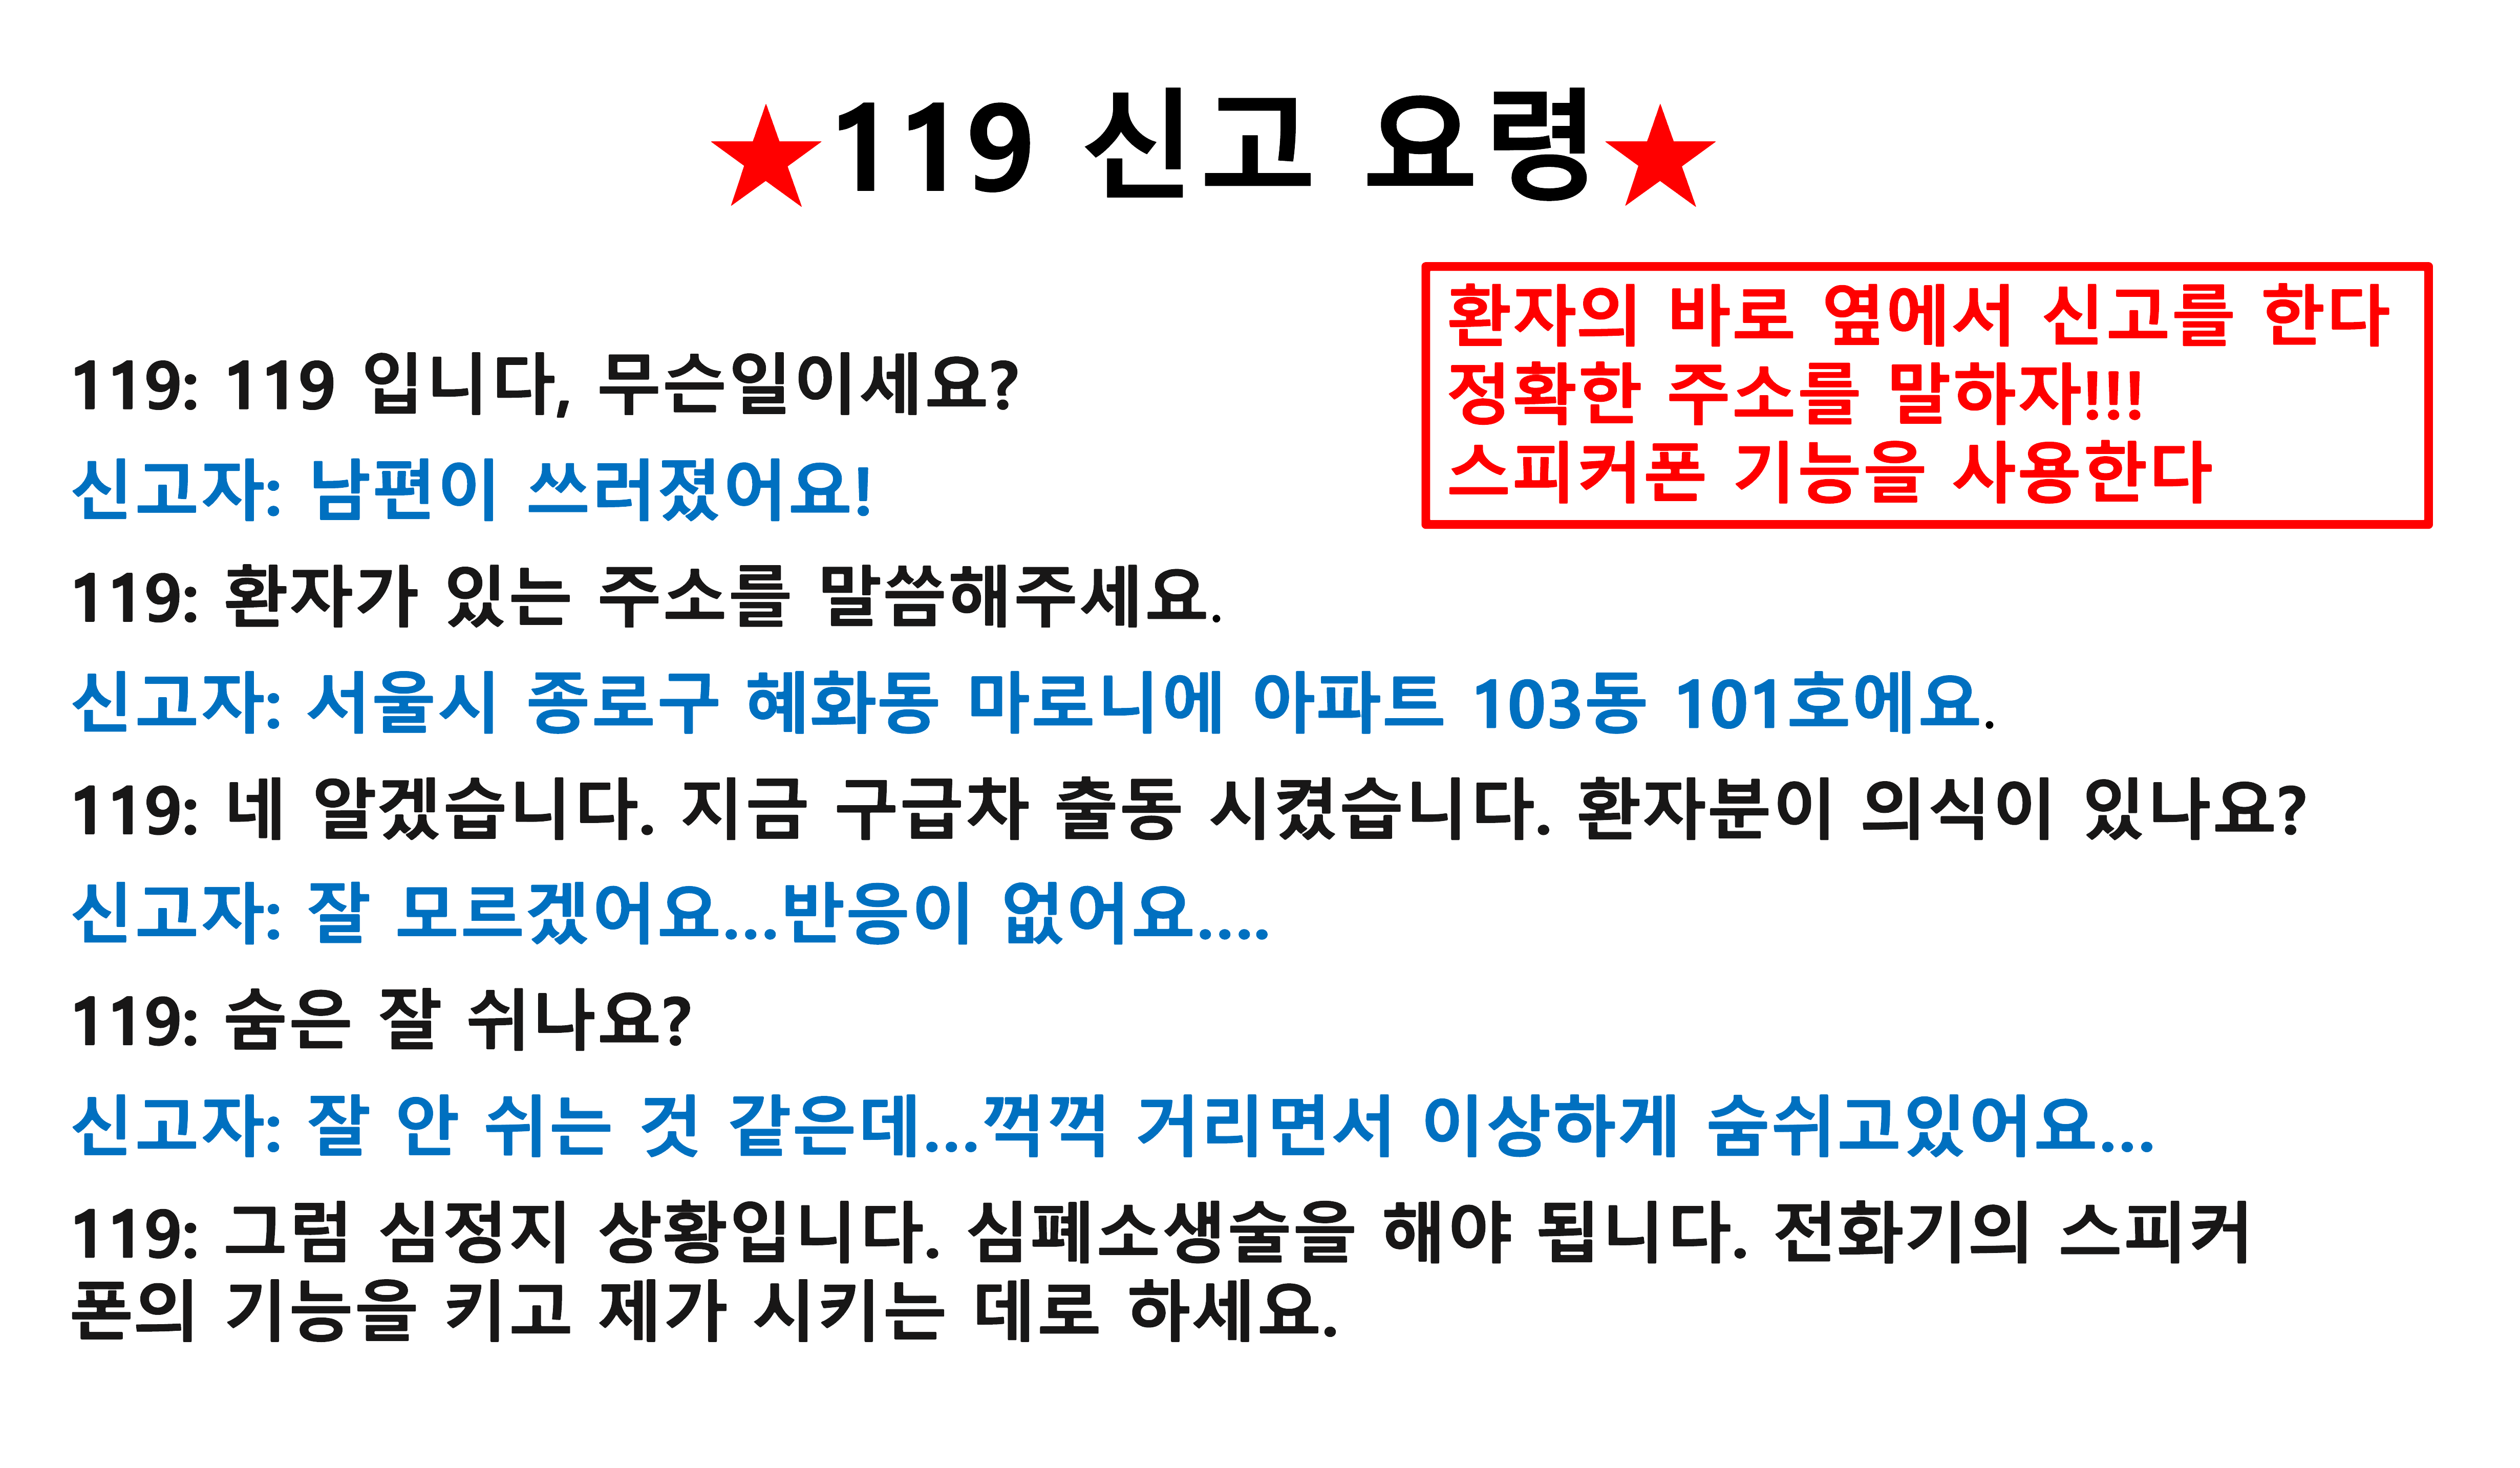 ★119 신고 요령★
환자의 바로 옆에서 신고를 한다
정확한 주소를 말하자!!!
스피커폰 기능을 사용한다
119: 119 입니다, 무슨일이세요?
신고자: 남편이 쓰러졌어요!
119: 환자가 있는 주소를 말씀해주세요.
신고자: 서울시 종로구 혜화동 마로니에 아파트 103동 101호에요.
119: 네 알겠습니다. 지금 구급차 출동 시켰습니다. 환자분이 의식이 있나요?
신고자: 잘 모르겠어요...반응이 없어요....
119: 숨은 잘 쉬나요?
신고자: 잘 안 쉬는 것 같은데...꺽꺽 거리면서 이상하게 숨쉬고있어요...
119: 그럼 심정지 상황입니다. 심폐소생술을 해야 됩니다. 전화기의 스피커
폰의 기능을 키고 제가 시키는 데로 하세요.